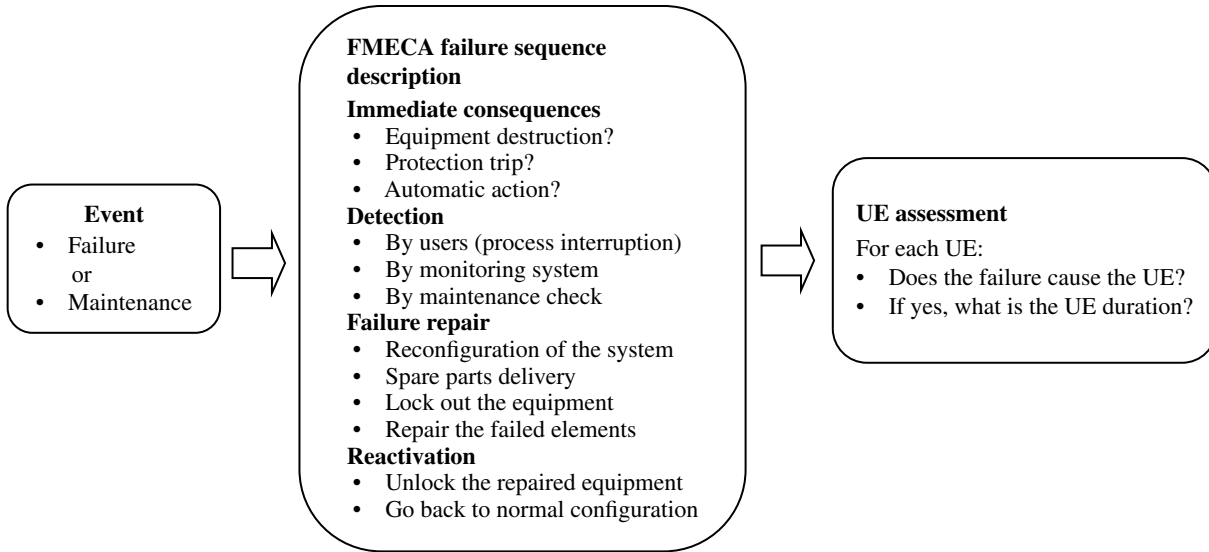 Event
• Failure
or
• Maintenance
FMECA failure sequence
description
Immediate consequences
• Equipment destruction?
• Protection trip?
• Automatic action?
Detection
• By users (process interruption)
• By monitoring system
• By maintenance check
Failure repair
• Reconfiguration of the system
• Spare parts delivery
• Lock out the equipment
• Repair the failed elements
Reactivation
• Unlock the repaired equipment
• Go back to normal configuration
UE assessment
For each UE:
• Does the failure cause the UE?
• If yes, what is the UE duration?